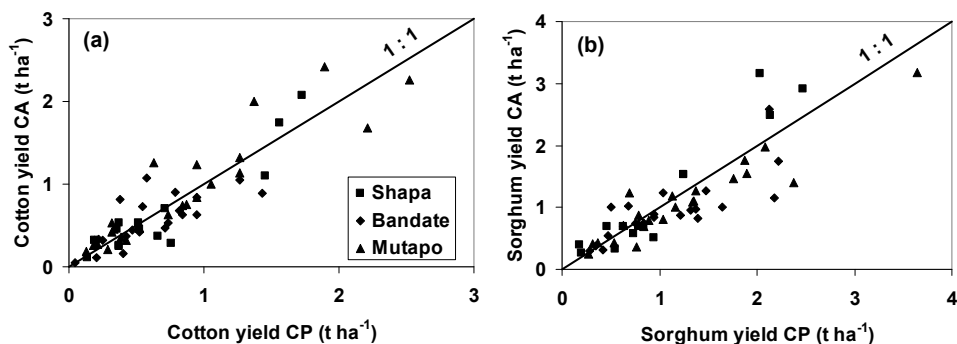 (a)
1 : 1
Cotton yield CA (t ha⁻¹)
3
2
1
0
0 1 2 3
Cotton yield CP (t ha⁻¹)
Shapa
Bandate
Mutapo
(b)
1 : 1
Sorghum yield CA (t ha⁻¹)
4
3
2
1
0
0 1 2 3 4
Sorghum yield CP (t ha⁻¹)